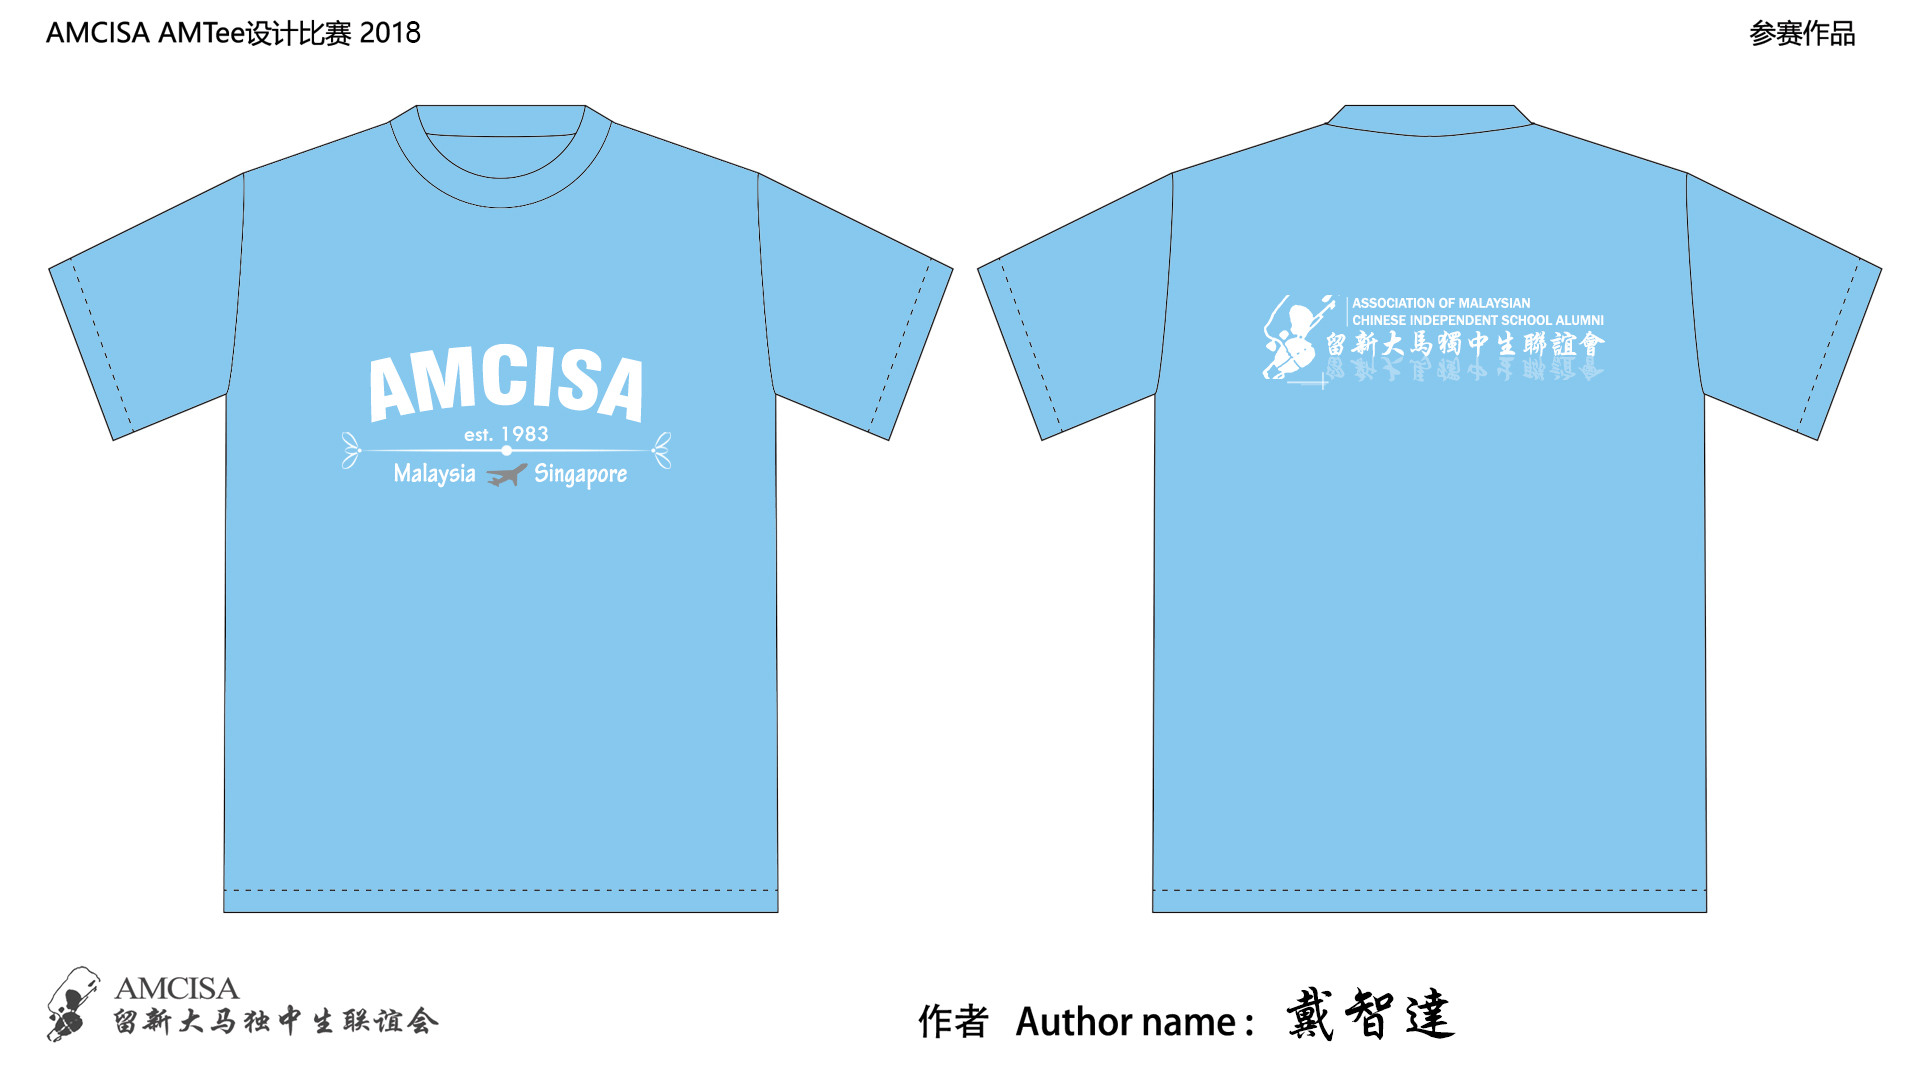 AMCISA AMTee设计比赛 2018
参赛作品
AMCISA
est. 1983
Malaysia Singapore
ASSOCIATION OF MALAYSIAN
CHINESE INDEPENDENT SCHOOL ALUMNI
留新大馬獨中生聯誼會
AMCISA
留新大马独中生联谊会
作者 Author name : 戴智達